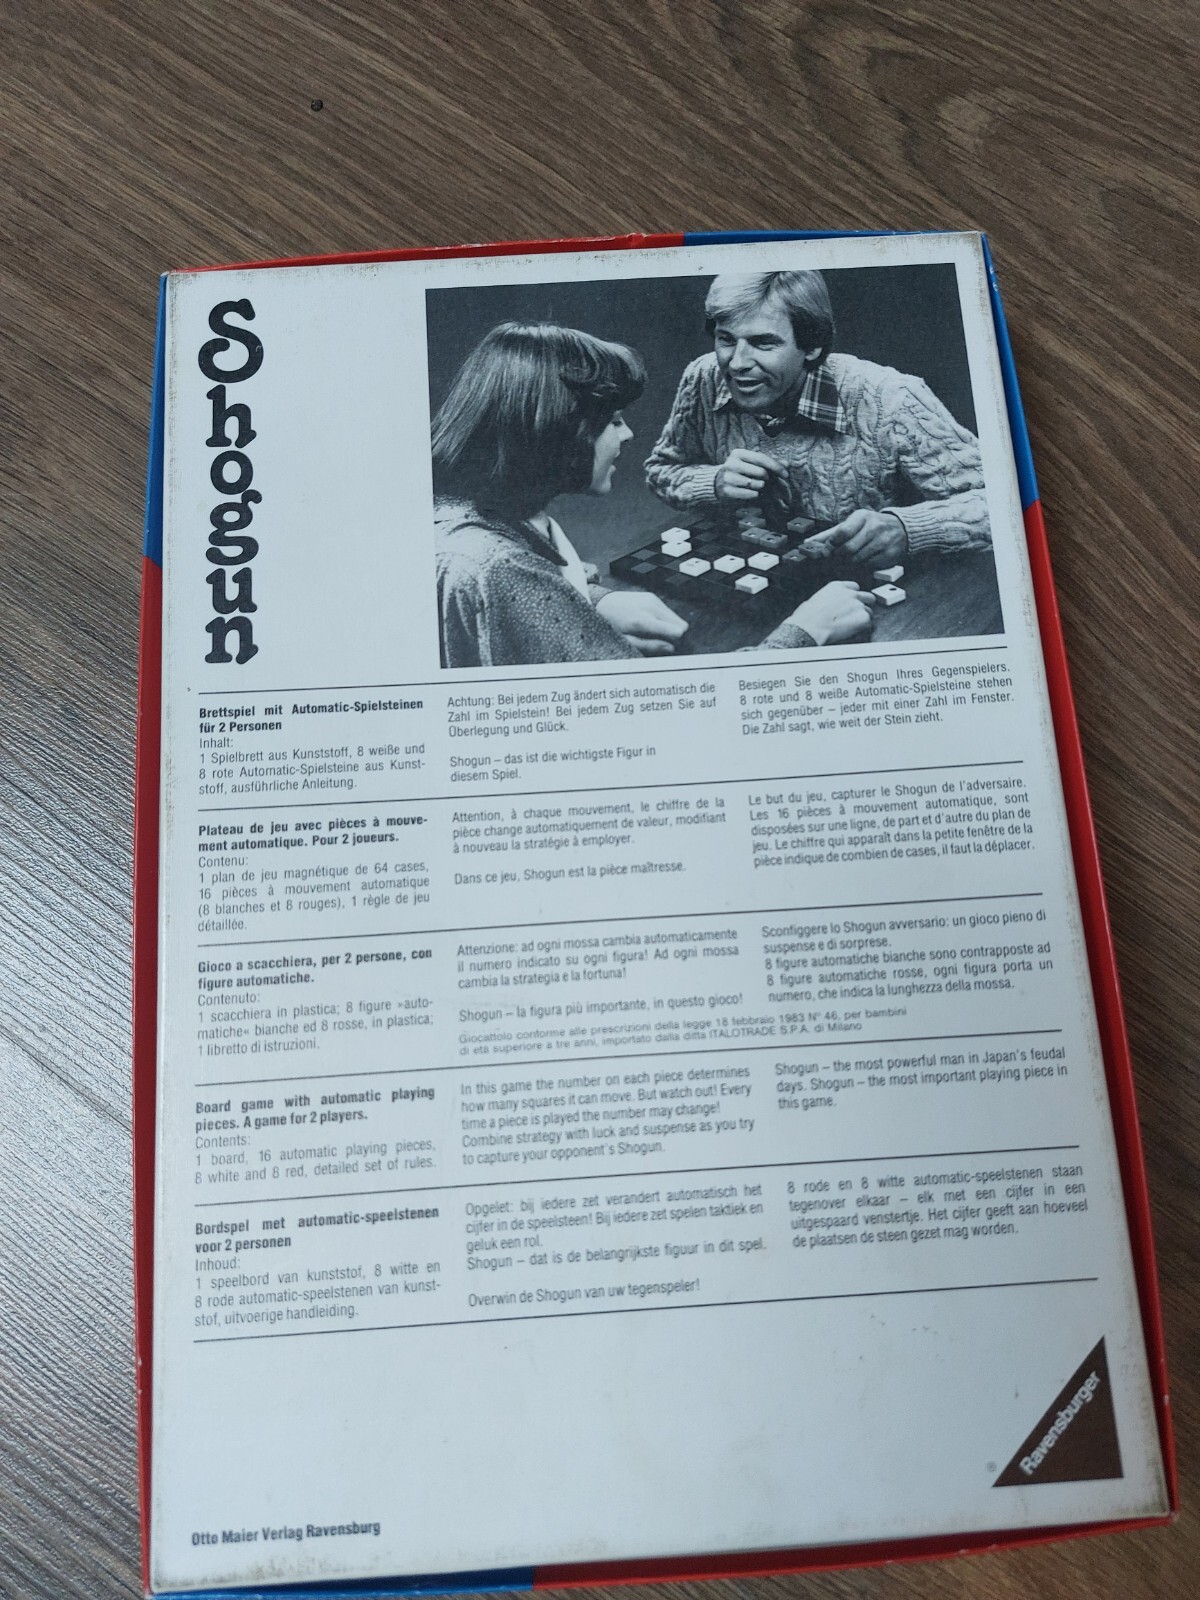 Shogun
Brettspiel mit Automatic-Spielsteinen
für 2 Personen
Inhalt:
1 Spielbrett aus Kunststoff, 8 weiße und
8 rote Automatic-Spielsteine aus Kunst-
stoff, ausführliche Anleitung.
Achtung: Bei jedem Zug ändert sich automatisch die
Zahl im Spielstein! Bei jedem Zug setzen Sie auf
Überlegung und Glück.
Shogun – das ist die wichtigste Figur in
diesem Spiel.
Besiegen Sie den Shogun Ihres Gegenspielers.
8 rote und 8 weiße Automatic-Spielsteine stehen
sich gegenüber – jeder mit einer Zahl im Fenster.
Die Zahl sagt, wie weit der Stein zieht.
Plateau de jeu avec pièces à mouve-
ment automatique. Pour 2 joueurs.
Contenu:
1 plan de jeu magnétique de 64 cases,
16 pièces à mouvement automatique
(8 blanches et 8 rouges), 1 règle de jeu
détaillée.
Attention, à chaque mouvement, le chiffre de la
pièce change automatiquement de valeur, modifiant
à nouveau la stratégie à employer.
Dans ce jeu, Shogun est la pièce maîtresse.
Le but du jeu, capturer le Shogun de l'adversaire.
Les 16 pièces à mouvement automatique, sont
disposées sur une ligne, de part et d'autre du plan de
jeu. Le chiffre qui apparaît dans la petite fenêtre de la
pièce indique de combien de cases, il faut la déplacer.
Gioco a scacchiera, per 2 persone, con
figure automatiche.
Contenuto:
1 scacchiera in plastica; 8 figure »auto-
matiche« bianche ed 8 rosse, in plastica;
1 libretto di istruzioni.
Attenzione: ad ogni mossa cambia automaticamente
il numero indicato su ogni figura! Ad ogni mossa
cambia la strategia e la fortuna!
Shogun – la figura più importante, in questo gioco!
Giocattolo conforme alle prescrizioni della legge 18 febbraio 1983 N° 46, per bambini
di età superiore a tre anni, importato dalla ditta ITALOTRADE S.P.A. di Milano
Sconfiggere lo Shogun avversario: un gioco pieno di
suspense e di sorprese.
8 figure automatiche bianche sono contrapposte ad
8 figure automatiche rosse, ogni figura porta un
numero, che indica la lunghezza della mossa.
Board game with automatic playing
pieces. A game for 2 players.
Contents:
1 board, 16 automatic playing pieces,
8 white and 8 red, detailed set of rules.
In this game the number on each piece determines
how many squares it can move. But watch out! Every
time a piece is played the number may change!
Combine strategy with luck and suspense as you try
to capture your opponent's Shogun.
Shogun – the most powerful man in Japan's feudal
days. Shogun – the most important playing piece in
this game.
Bordspel met automatic-speelstenen
voor 2 personen
Inhoud:
1 speelbord van kunststof, 8 witte en
8 rode automatic-speelstenen van kunst-
stof, uitvoerige handleiding.
Opgelet: bij iedere zet verandert automatisch het
cijfer in de speelsteen! Bij iedere zet spelen taktiek en
geluk een rol.
Shogun – dat is de belangrijkste figuur in dit spel.
Overwin de Shogun van uw tegenspeler!
8 rode en 8 witte automatic-speelstenen staan
tegenover elkaar – elk met een cijfer in een
uitgespaard venstertje. Het cijfer geeft aan hoeveel
de plaatsen de steen gezet mag worden.
Ravensburger
®
Otto Maier Verlag Ravensburg